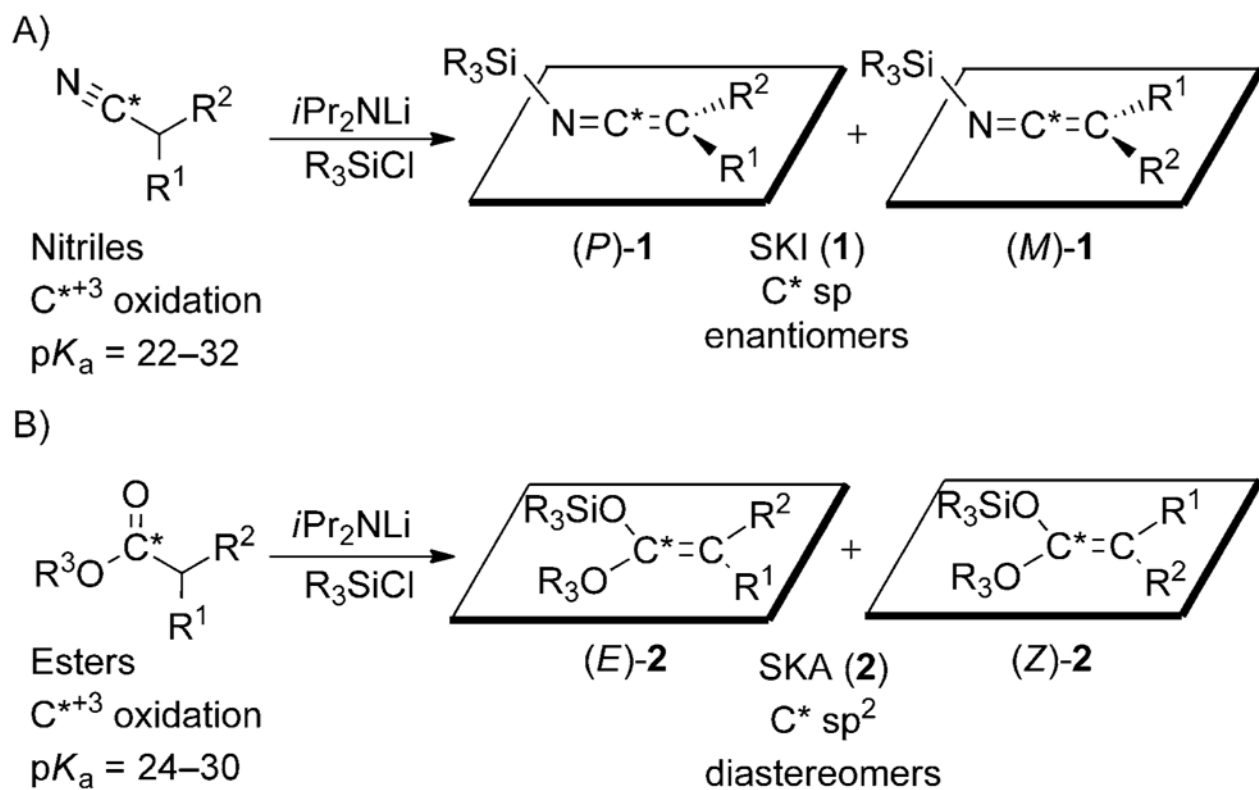 A)
N
C*
R²
R¹
iPr₂NLi
R₃SiCl
R₃Si
N=C*=C
R²
R¹
+
R₃Si
N=C*=C
R¹
R²
Nitriles
C*⁺³ oxidation
pKₐ = 22–32
(P)-1
SKI (1)
C* sp
enantiomers
(M)-1
B)
O
C*
R³O
R²
R¹
iPr₂NLi
R₃SiCl
R₃SiO
R₃O
C*=C
R²
R¹
+
R₃SiO
R₃O
C*=C
R¹
R²
Esters
C*⁺³ oxidation
pKₐ = 24–30
(E)-2
SKA (2)
C* sp²
diastereomers
(Z)-2